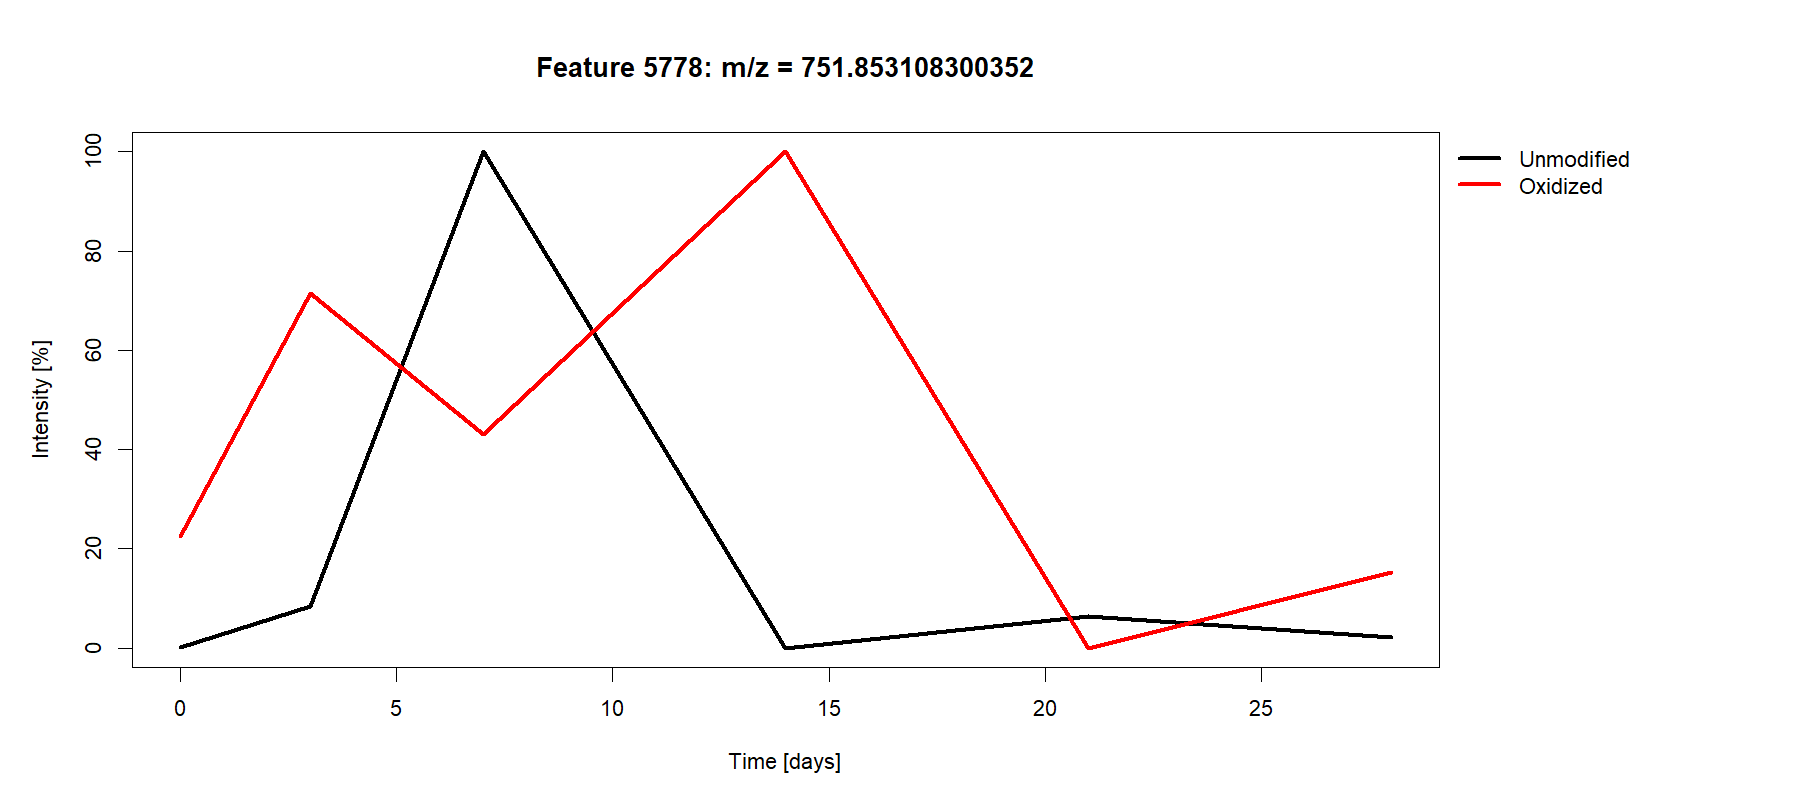 Feature 5778: m/z = 751.853108300352
Unmodified
Oxidized
Intensity [%]
100
80
60
40
20
0
0 5 10 15 20 25
Time [days]